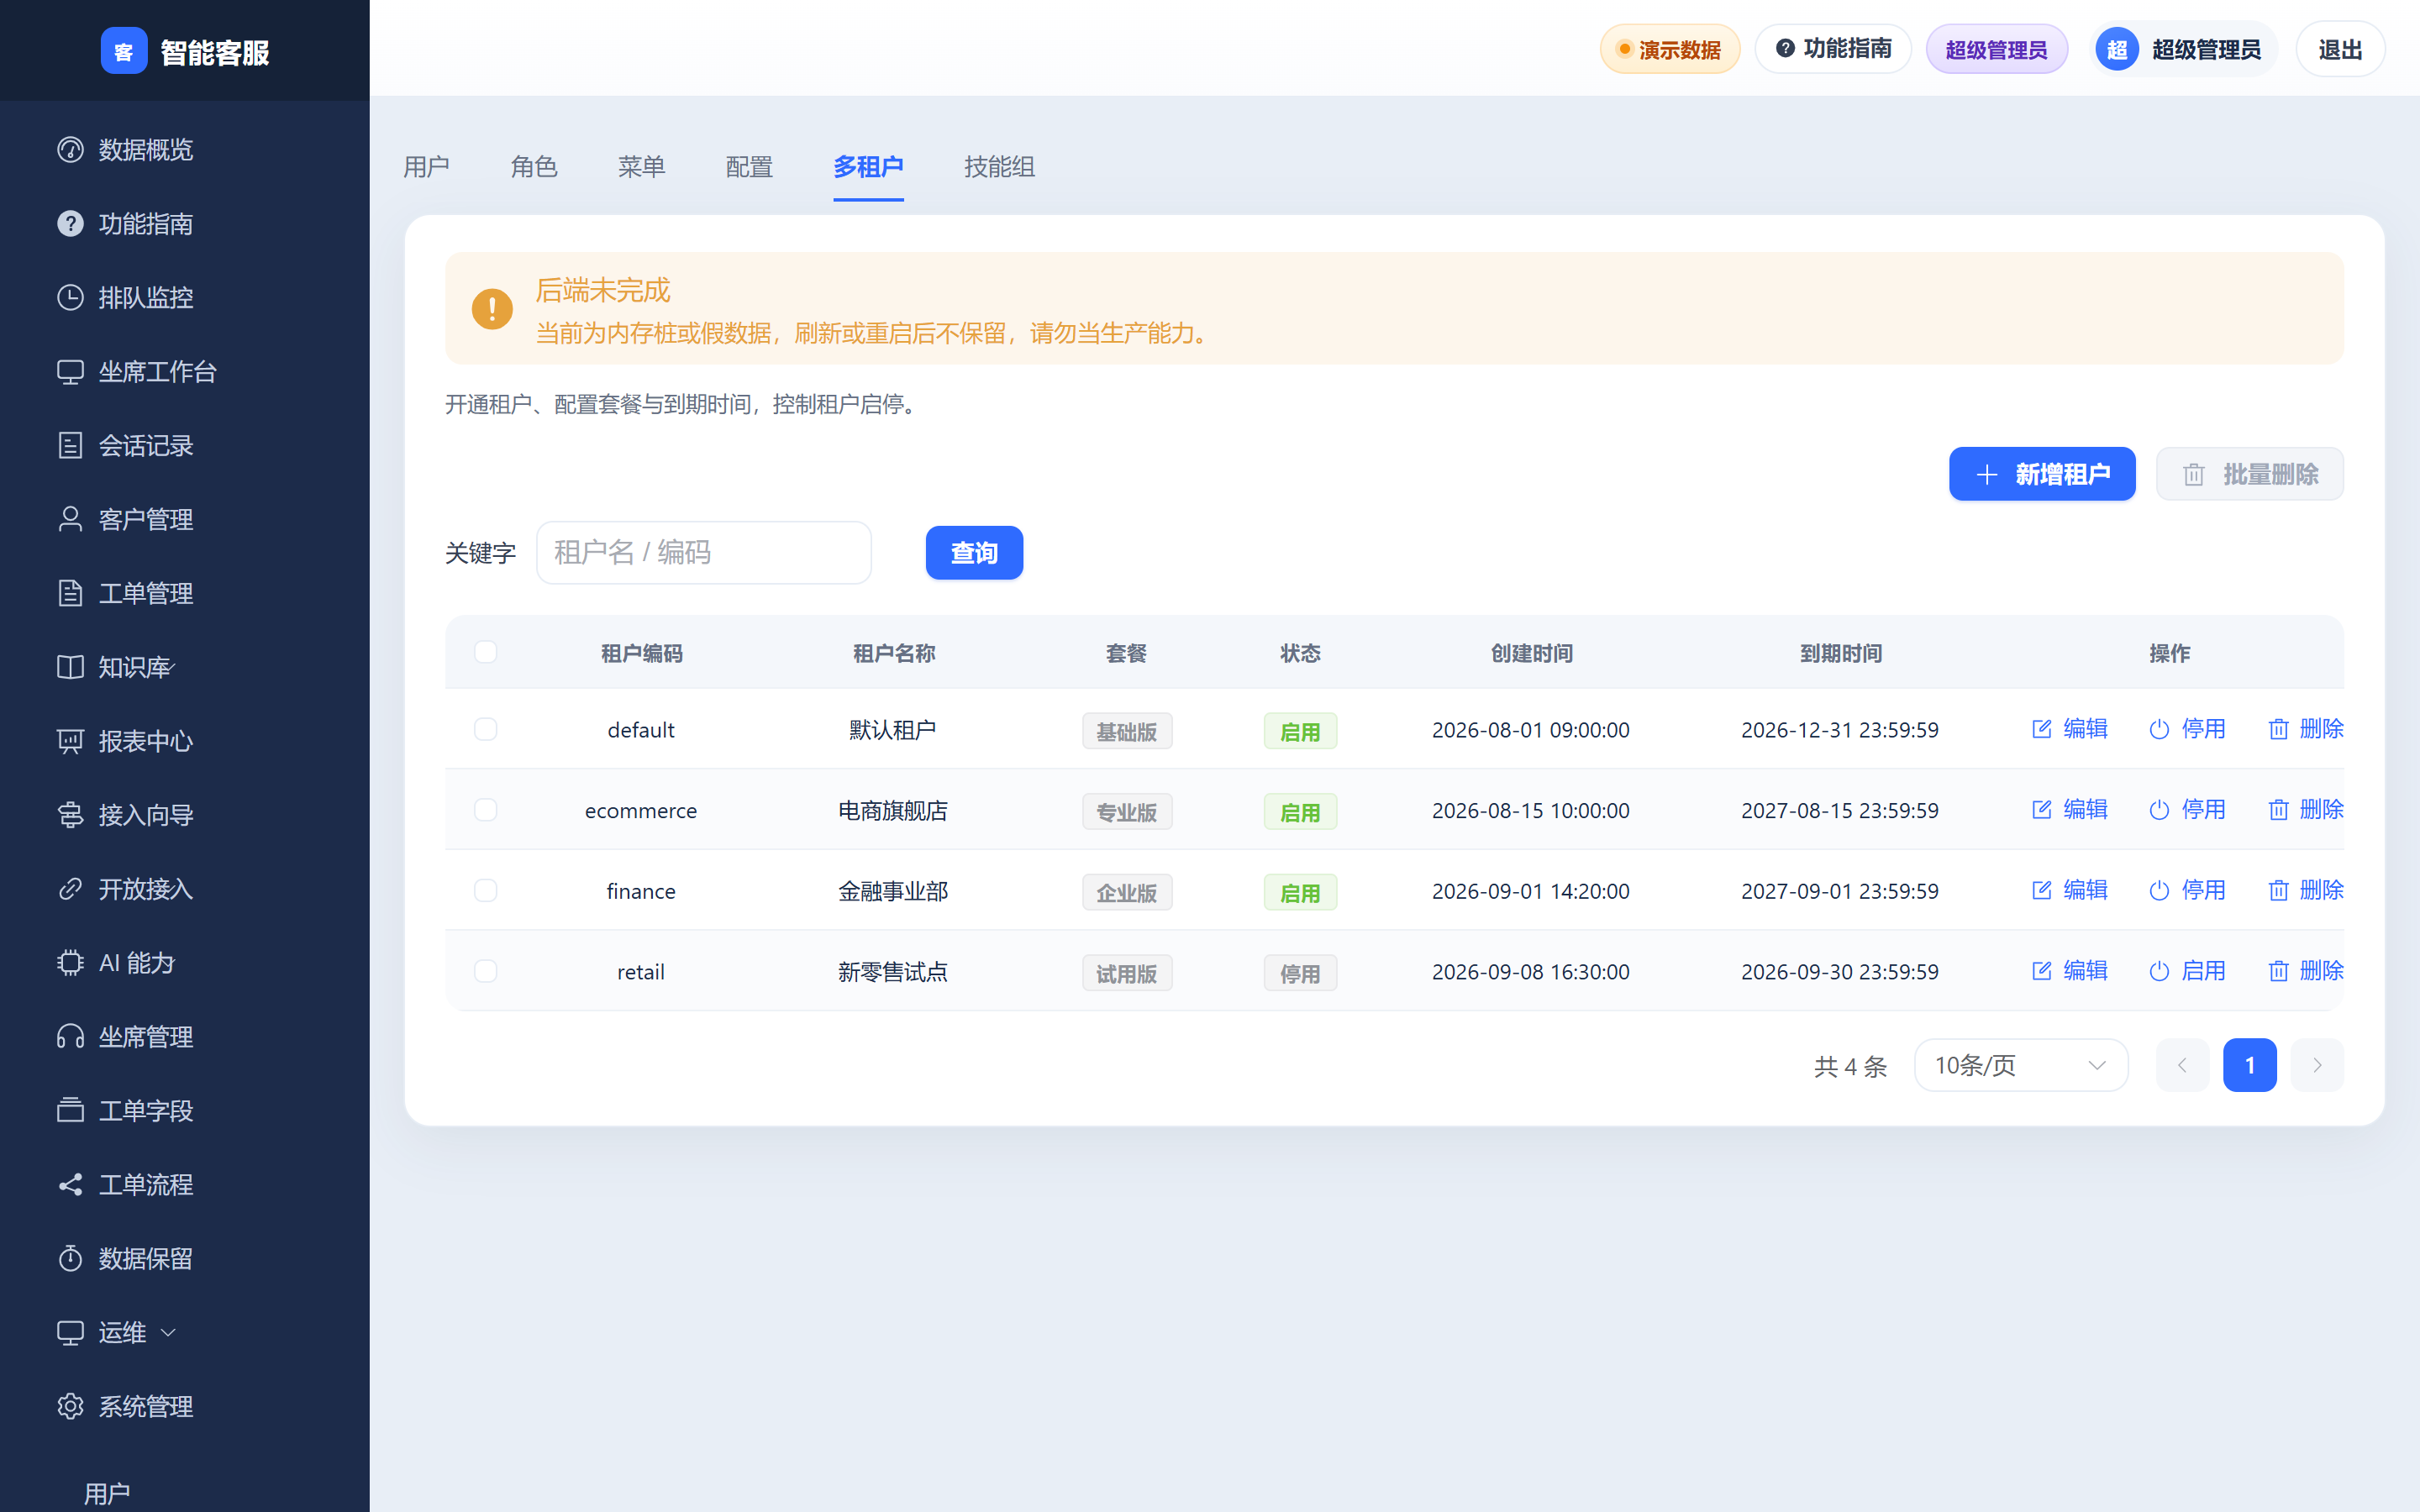 客 智能客服
演示数据 功能指南 超级管理员 超 超级管理员 退出
数据概览
功能指南
排队监控
坐席工作台
会话记录
客户管理
工单管理
知识库
报表中心
接入向导
开放接入
AI 能力
坐席管理
工单字段
工单流程
数据保留
运维
系统管理
用户
用户 角色 菜单 配置 多租户 技能组
后端未完成
当前为内存桩或假数据，刷新或重启后不保留，请勿当生产能力。
开通租户、配置套餐与到期时间，控制租户启停。
新增租户 批量删除
关键字 租户名 / 编码 查询
租户编码 租户名称 套餐 状态 创建时间 到期时间 操作
default 默认租户 基础版 启用 2026-08-01 09:00:00 2026-12-31 23:59:59 编辑 停用 删除
ecommerce 电商旗舰店 专业版 启用 2026-08-15 10:00:00 2027-08-15 23:59:59 编辑 停用 删除
finance 金融事业部 企业版 启用 2026-09-01 14:20:00 2027-09-01 23:59:59 编辑 停用 删除
retail 新零售试点 试用版 停用 2026-09-08 16:30:00 2026-09-30 23:59:59 编辑 启用 删除
共 4 条 10条/页 1